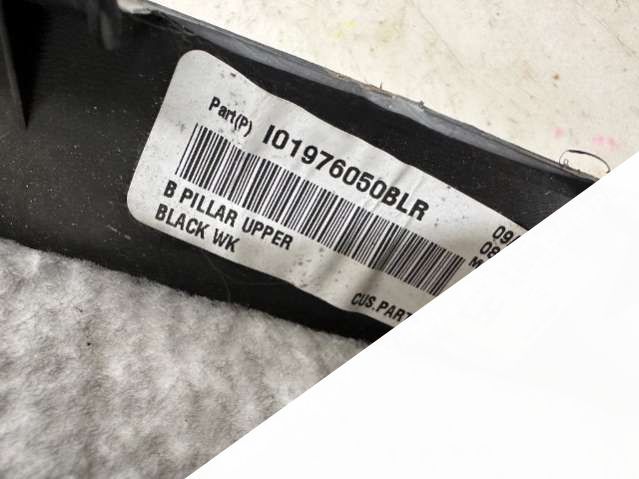 Part(P) I01976050BLR
B PILLAR UPPER
BLACK WK
CUS.PART